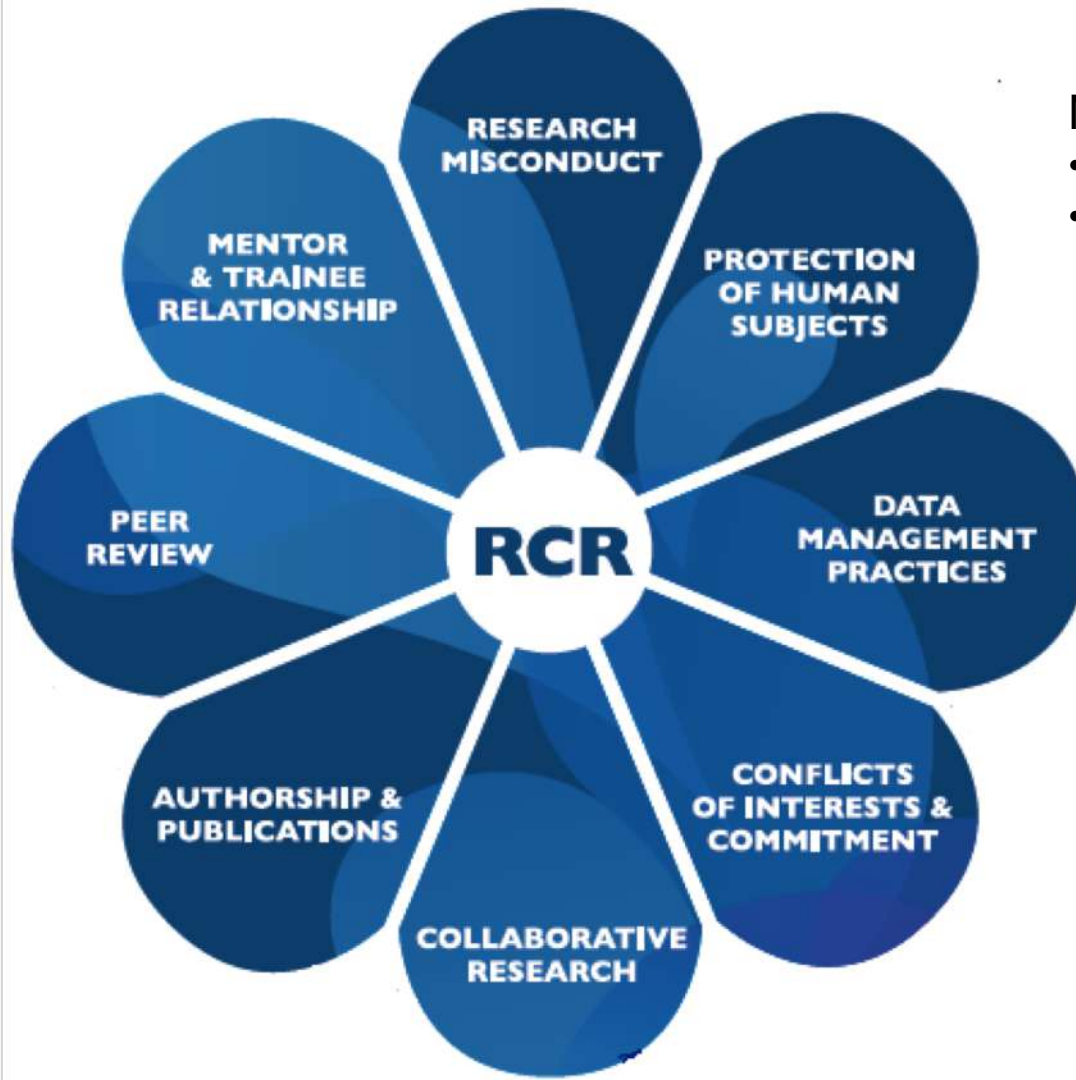 RESEARCH
MISCONDUCT
PROTECTION
OF HUMAN
SUBJECTS
DATA
MANAGEMENT
PRACTICES
CONFLICTS
OF INTERESTS &
COMMITMENT
COLLABORATIVE
RESEARCH
AUTHORSHIP &
PUBLICATIONS
PEER
REVIEW
MENTOR
& TRAINEE
RELATIONSHIP
RCR